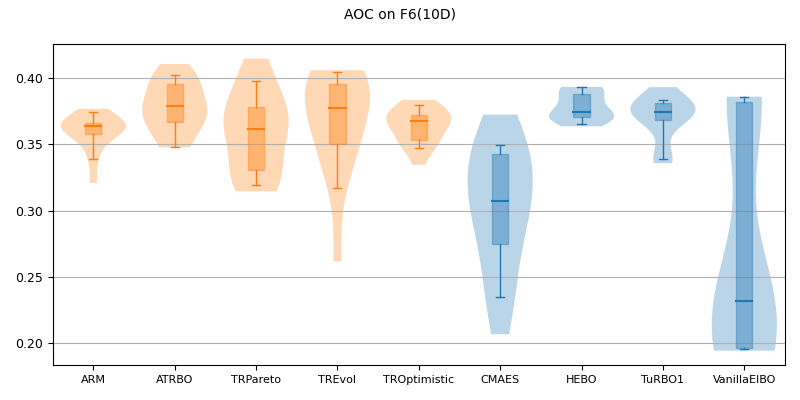 AOC on F6(10D)
0.40
0.35
0.30
0.25
0.20
ARM ATRBO TRPareto TREvol TROptimistic CMAES HEBO TuRBO1 VanillaEIBO